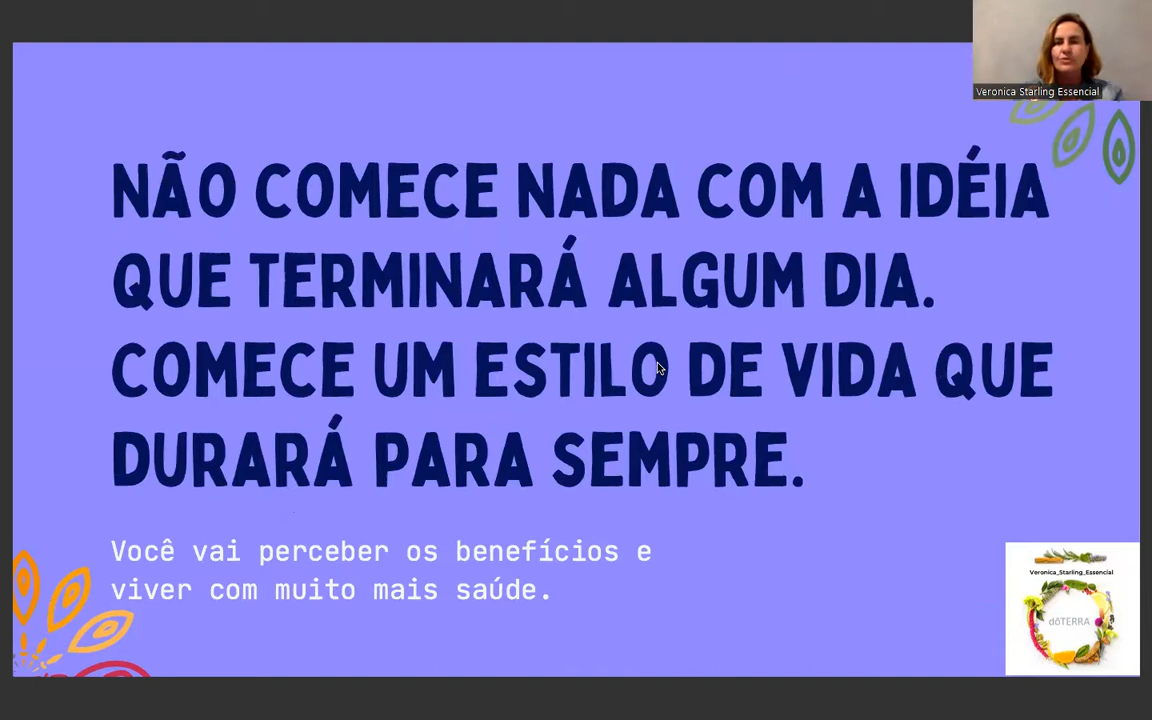 Veronica Starling Essencial
NÃO COMECE NADA COM A IDÉIA
QUE TERMINARÁ ALGUM DIA.
COMECE UM ESTILO DE VIDA QUE
DURARÁ PARA SEMPRE.
Você vai perceber os benefícios e
viver com muito mais saúde.
Veronica_Starling_Essencial
dōTERRA